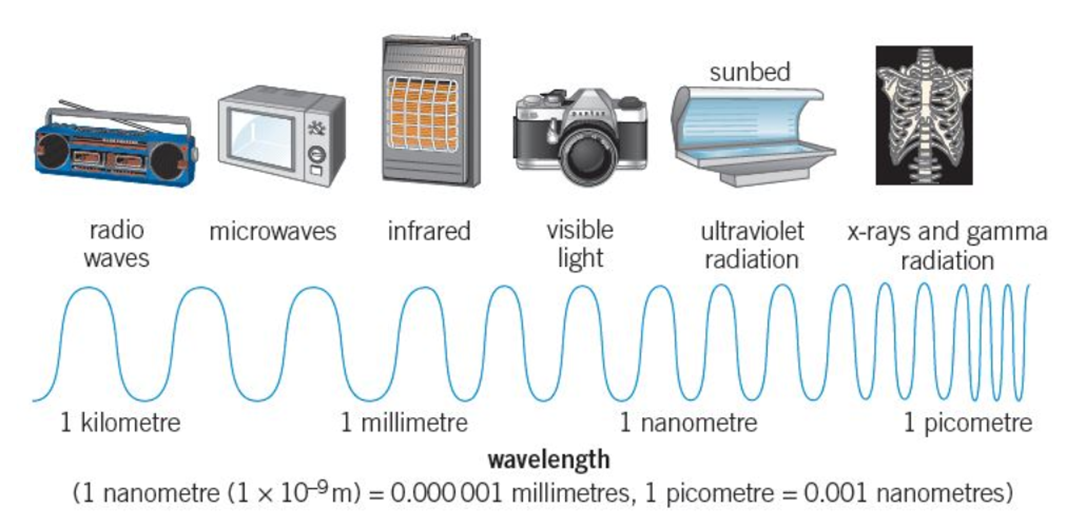 sunbed
radio
waves
microwaves
infrared
visible
light
ultraviolet
radiation
x-rays and gamma
radiation
1 kilometre
1 millimetre
1 nanometre
1 picometre
wavelength
(1 nanometre (1 × 10⁻⁹ m) = 0.000 001 millimetres, 1 picometre = 0.001 nanometres)